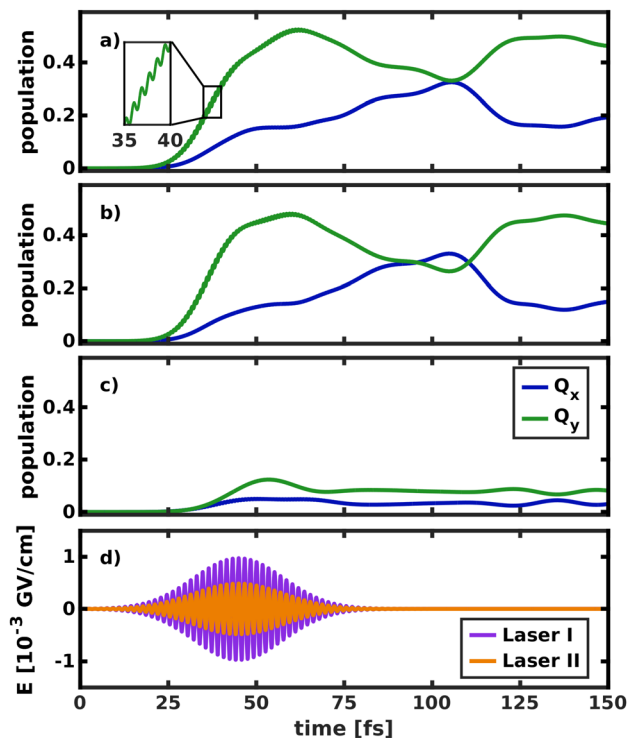 a)
population
0.4
0.2
0
35 40
b)
population
0.4
0.2
0
c)
population
0.4
0.2
0
Qx
Qy
d)
E [10⁻³ GV/cm]
1
0
-1
Laser I
Laser II
0 25 50 75 100 125 150
time [fs]